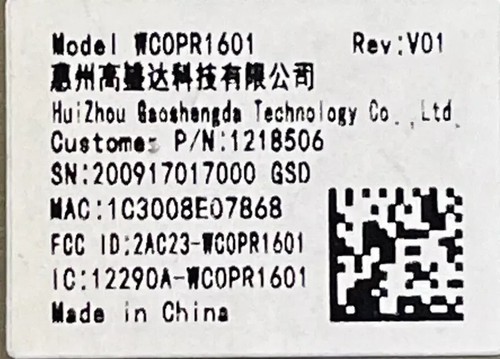 Model WCOPR1601 Rev:V01
惠州高盛达科技有限公司
HuiZhou Gaoshengda Technology Co.,Ltd.
Customer P/N:1218506
SN:200917017000 GSD
MAC:1C3008E07868
FCC ID:2AC23-WCOPR1601
IC:12290A-WCOPR1601
Made in China